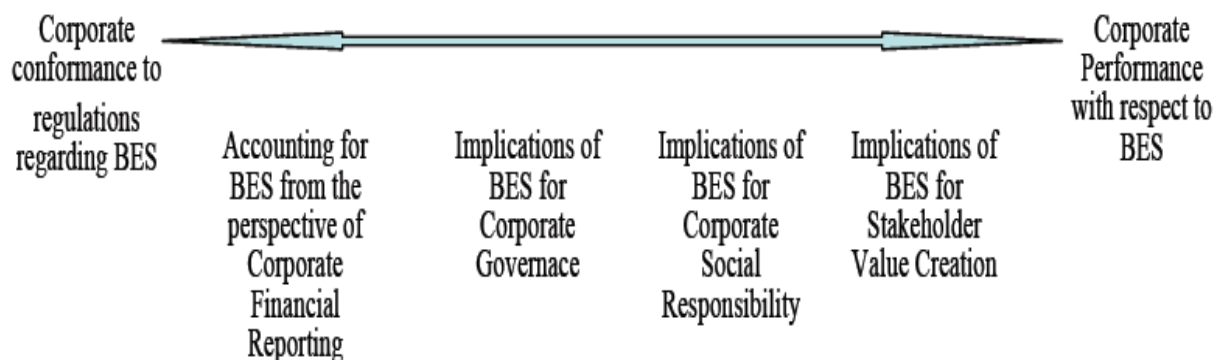 Corporate
conformance to
regulations
regarding BES
Accounting for
BES from the
perspective of
Corporate
Financial
Reporting
Implications of
BES for
Corporate
Governace
Implications of
BES for
Corporate
Social
Responsibility
Implications of
BES for
Stakeholder
Value Creation
Corporate
Performance
with respect to
BES